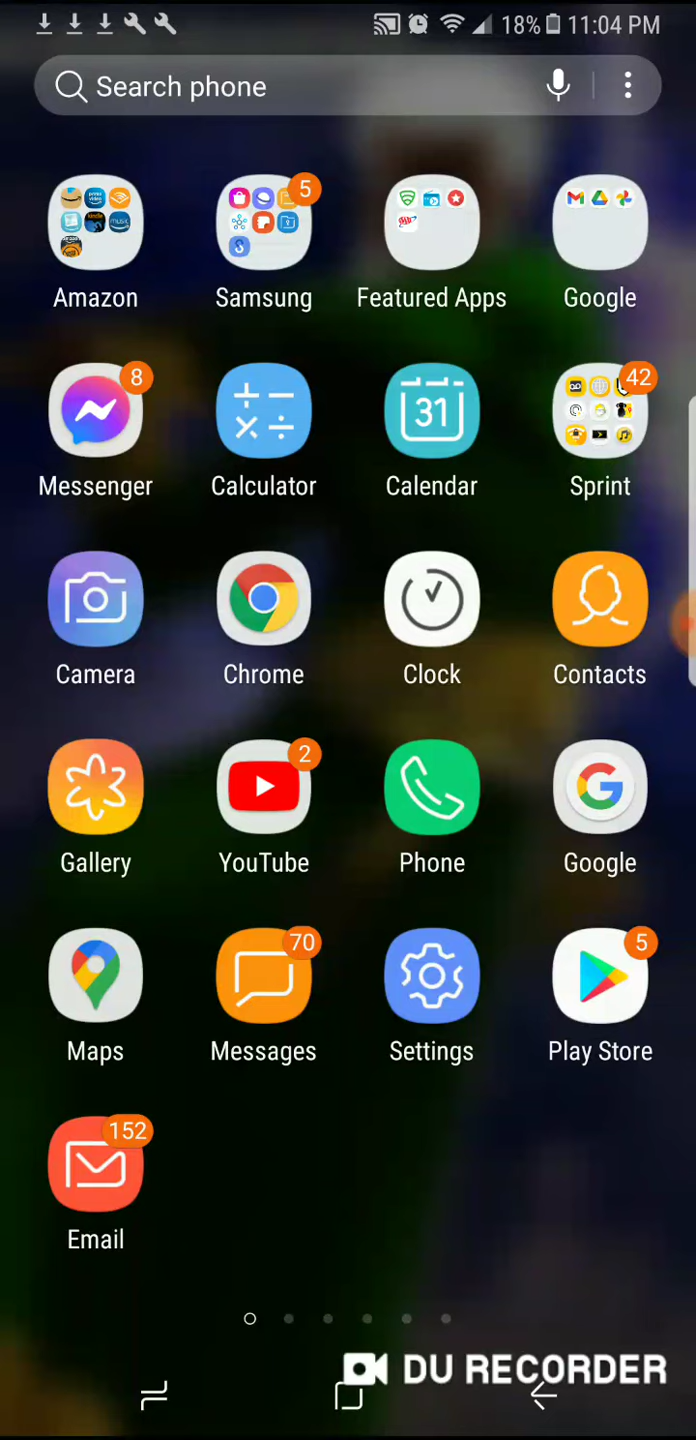 18% 11:04 PM
Search phone
5
Amazon Samsung Featured Apps Google
8 31 42
Messenger Calculator Calendar Sprint
Camera Chrome Clock Contacts
2
Gallery YouTube Phone Google
70 5
Maps Messages Settings Play Store
152
Email
DU RECORDER